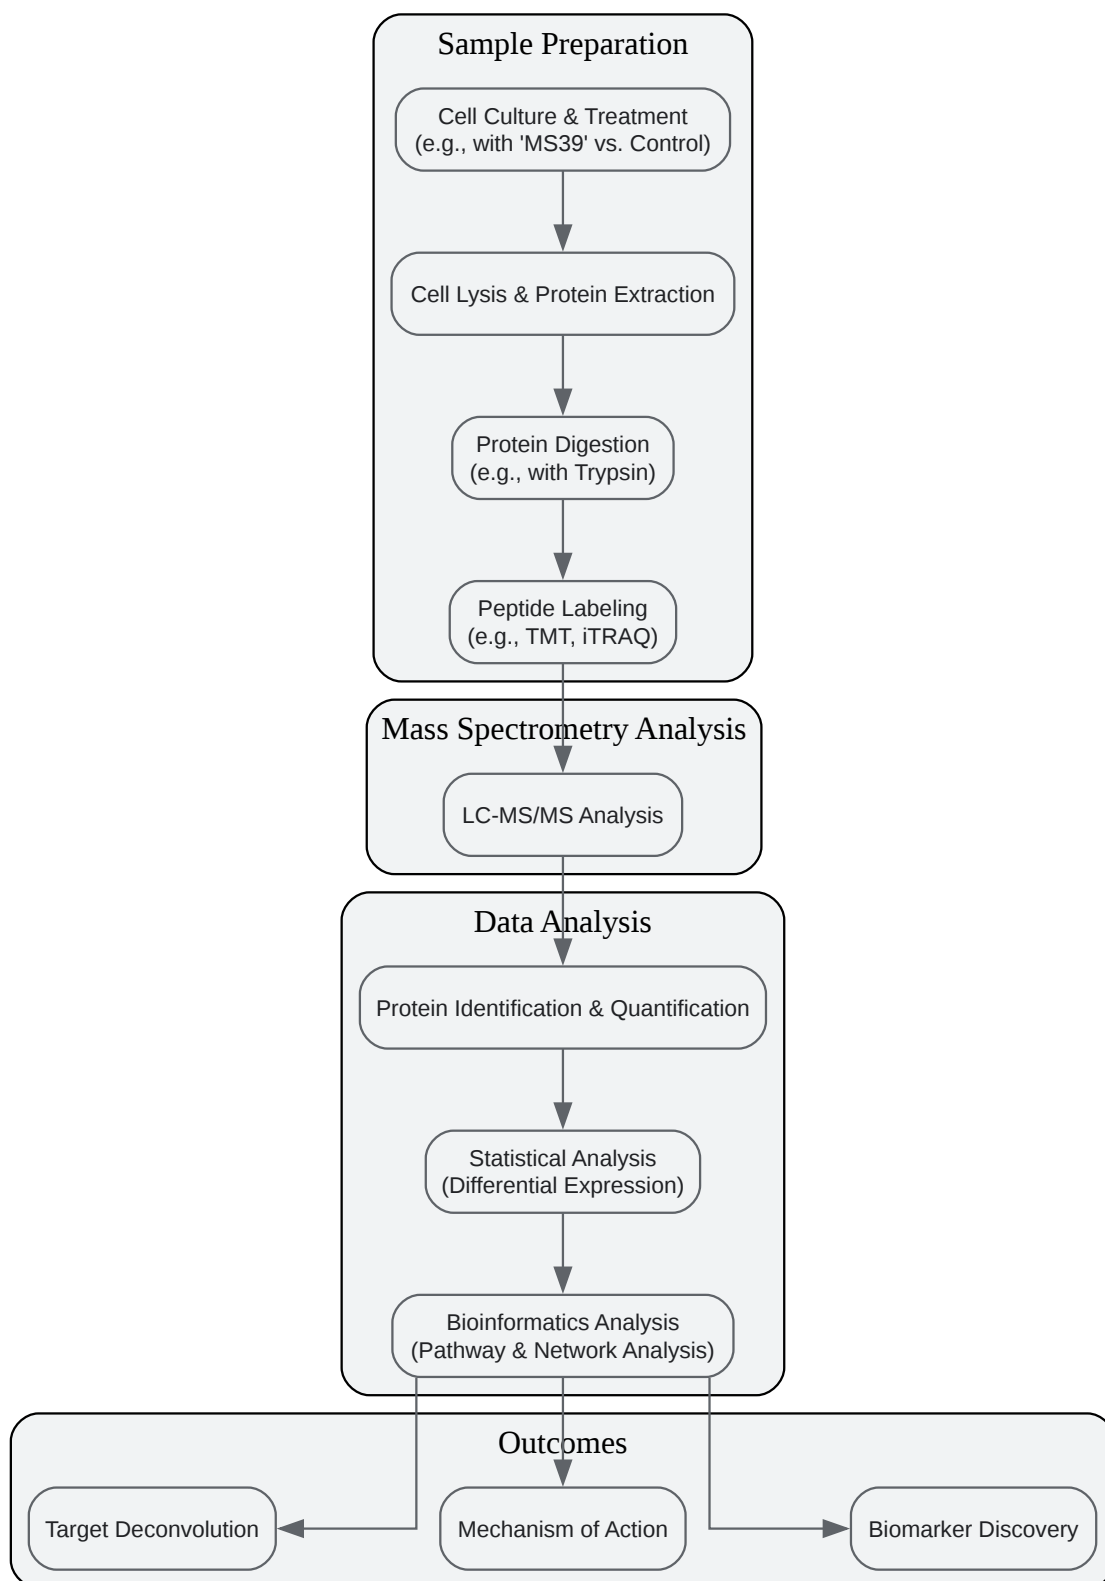 Sample Preparation
Cell Culture & Treatment
(e.g., with 'MS39' vs. Control)
Cell Lysis & Protein Extraction
Protein Digestion
(e.g., with Trypsin)
Peptide Labeling
(e.g., TMT, iTRAQ)
Mass Spectrometry Analysis
LC-MS/MS Analysis
Data Analysis
Protein Identification & Quantification
Statistical Analysis
(Differential Expression)
Bioinformatics Analysis
(Pathway & Network Analysis)
Outcomes
Target Deconvolution
Mechanism of Action
Biomarker Discovery